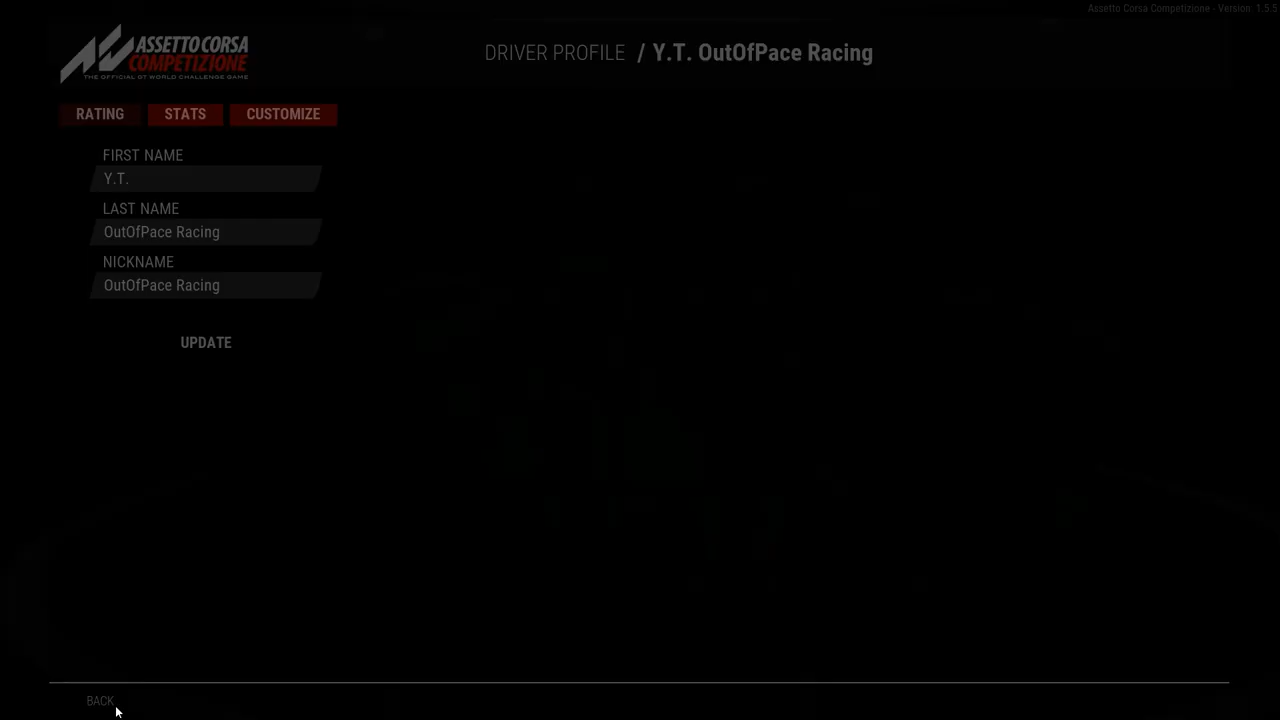 Assetto Corsa Competizione - Version 1.5.5
ASSETTO CORSA
COMPETIZIONE
THE OFFICIAL GT WORLD CHALLENGE GAME
DRIVER PROFILE / Y.T. OutOfPace Racing
RATING STATS CUSTOMIZE
FIRST NAME
Y.T.
LAST NAME
OutOfPace Racing
NICKNAME
OutOfPace Racing
UPDATE
BACK